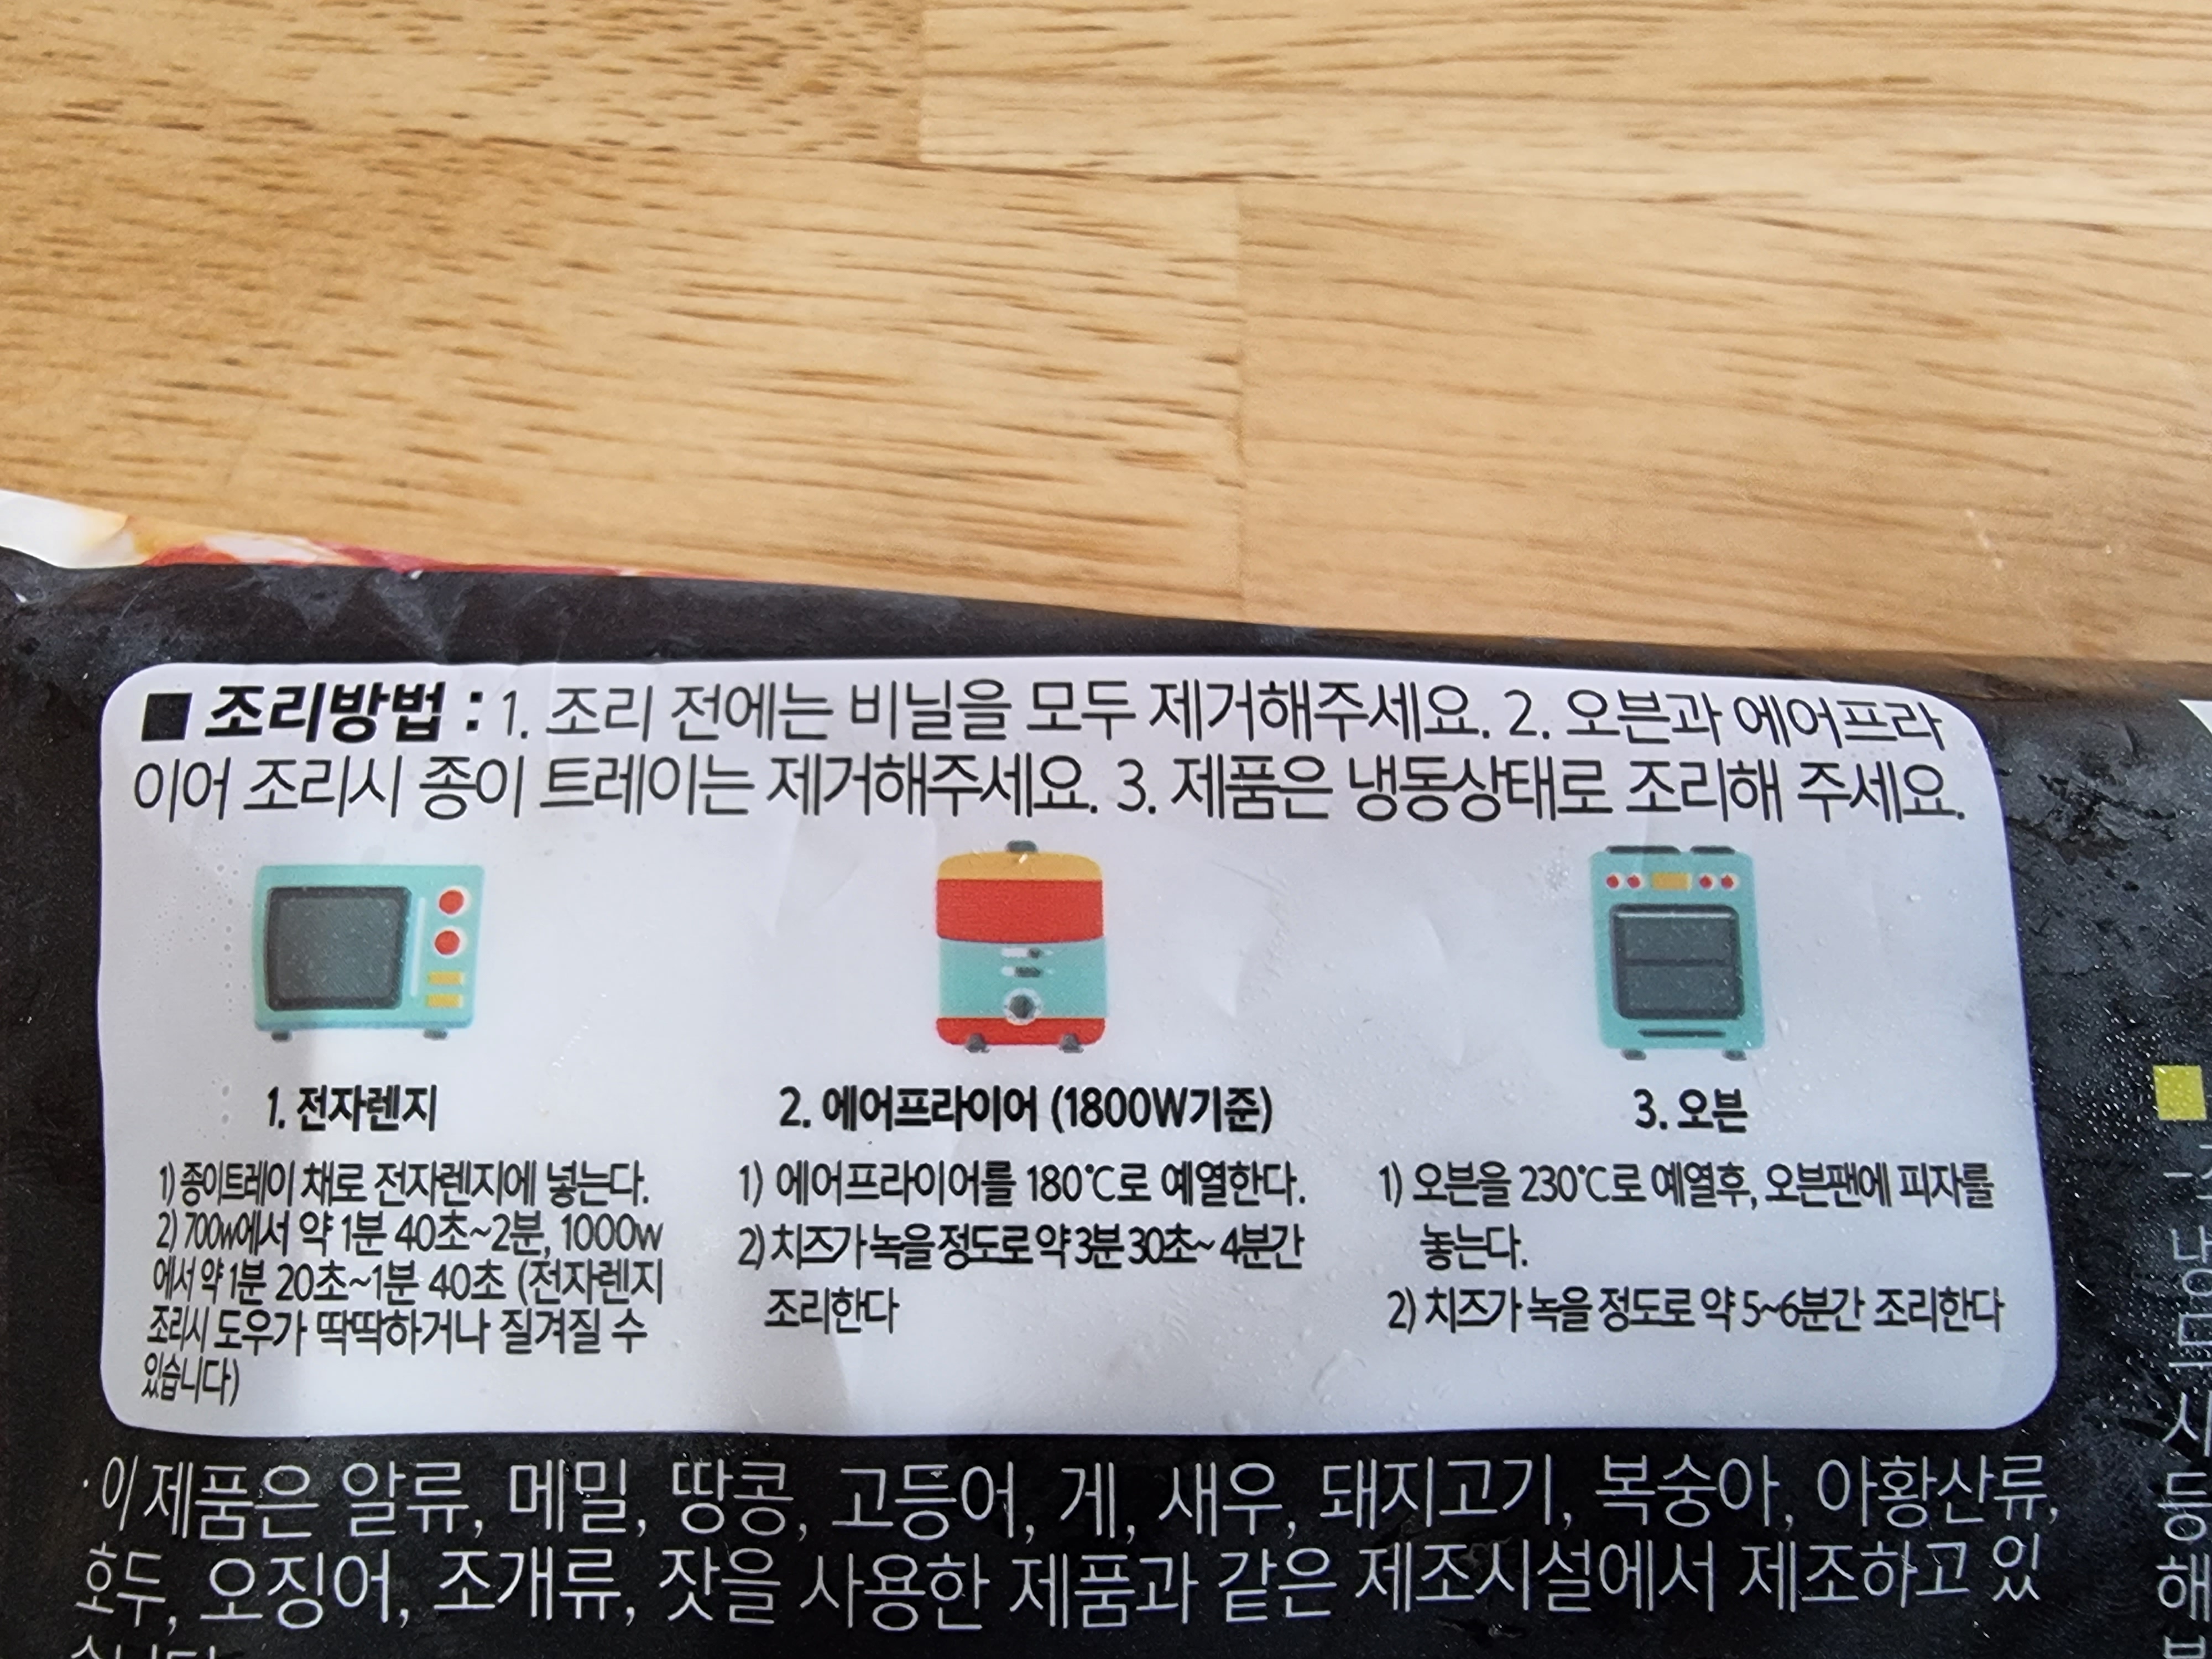 ■ 조리방법 : 1. 조리 전에는 비닐을 모두 제거해주세요. 2. 오븐과 에어프라
이어 조리시 종이 트레이는 제거해주세요. 3. 제품은 냉동상태로 조리해 주세요.
1. 전자렌지
1) 종이트레이 채로 전자렌지에 넣는다.
2) 700w에서 약 1분 40초~2분, 1000w
에서 약 1분 20초~1분 40초 (전자렌지
조리시 도우가 딱딱하거나 질겨질 수
있습니다)
2. 에어프라이어 (1800W기준)
1) 에어프라이어를 180℃로 예열한다.
2) 치즈가 녹을 정도로 약 3분 30초~ 4분간
조리한다
3. 오븐
1) 오븐을 230℃로 예열후, 오븐팬에 피자를
놓는다.
2) 치즈가 녹을 정도로 약 5~6분간 조리한다
·이 제품은 알류, 메밀, 땅콩, 고등어, 게, 새우, 돼지고기, 복숭아, 아황산류,
호두, 오징어, 조개류, 잣을 사용한 제품과 같은 제조시설에서 제조하고 있